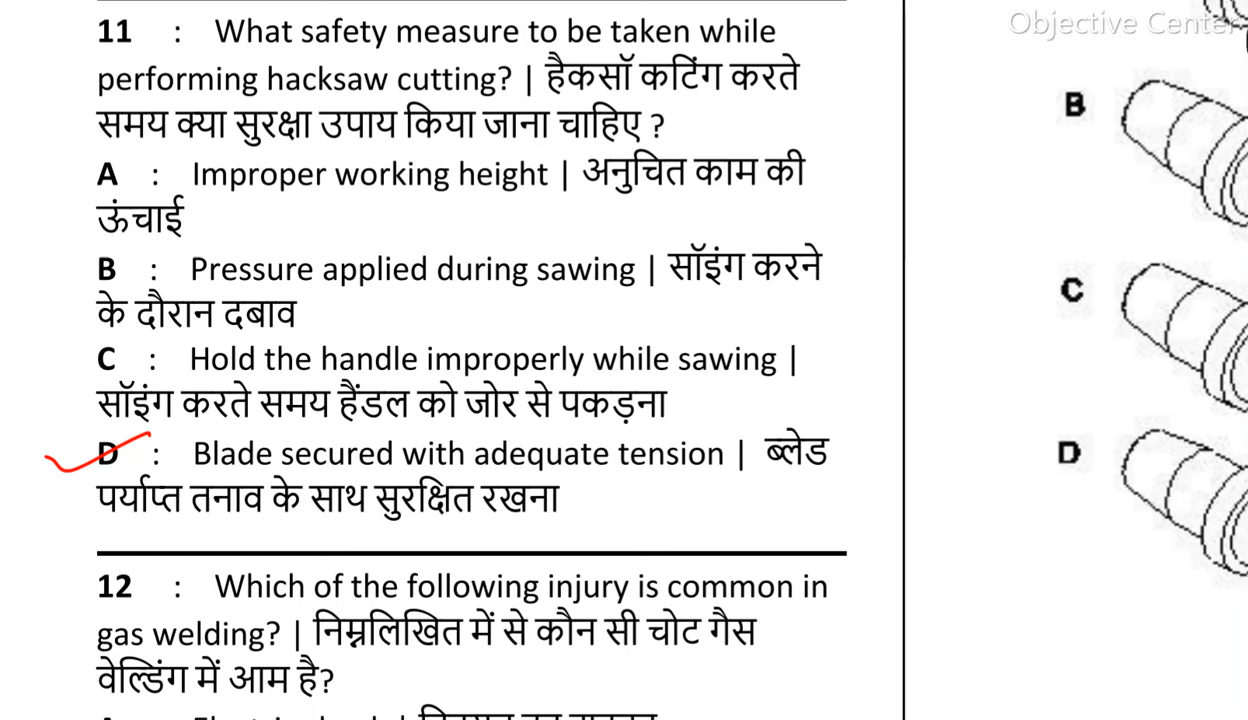 11 : What safety measure to be taken while
performing hacksaw cutting? | हैकसॉ कटिंग करते
समय क्या सुरक्षा उपाय किया जाना चाहिए ?
A : Improper working height | अनुचित काम की
ऊंचाई
B : Pressure applied during sawing | सॉइंग करने
के दौरान दबाव
C : Hold the handle improperly while sawing |
सॉइंग करते समय हैंडल को जोर से पकड़ना
D : Blade secured with adequate tension | ब्लेड
पर्याप्त तनाव के साथ सुरक्षित रखना
12 : Which of the following injury is common in
gas welding? | निम्नलिखित में से कौन सी चोट गैस
वेल्डिंग में आम है?
Objective Center
B
C
D